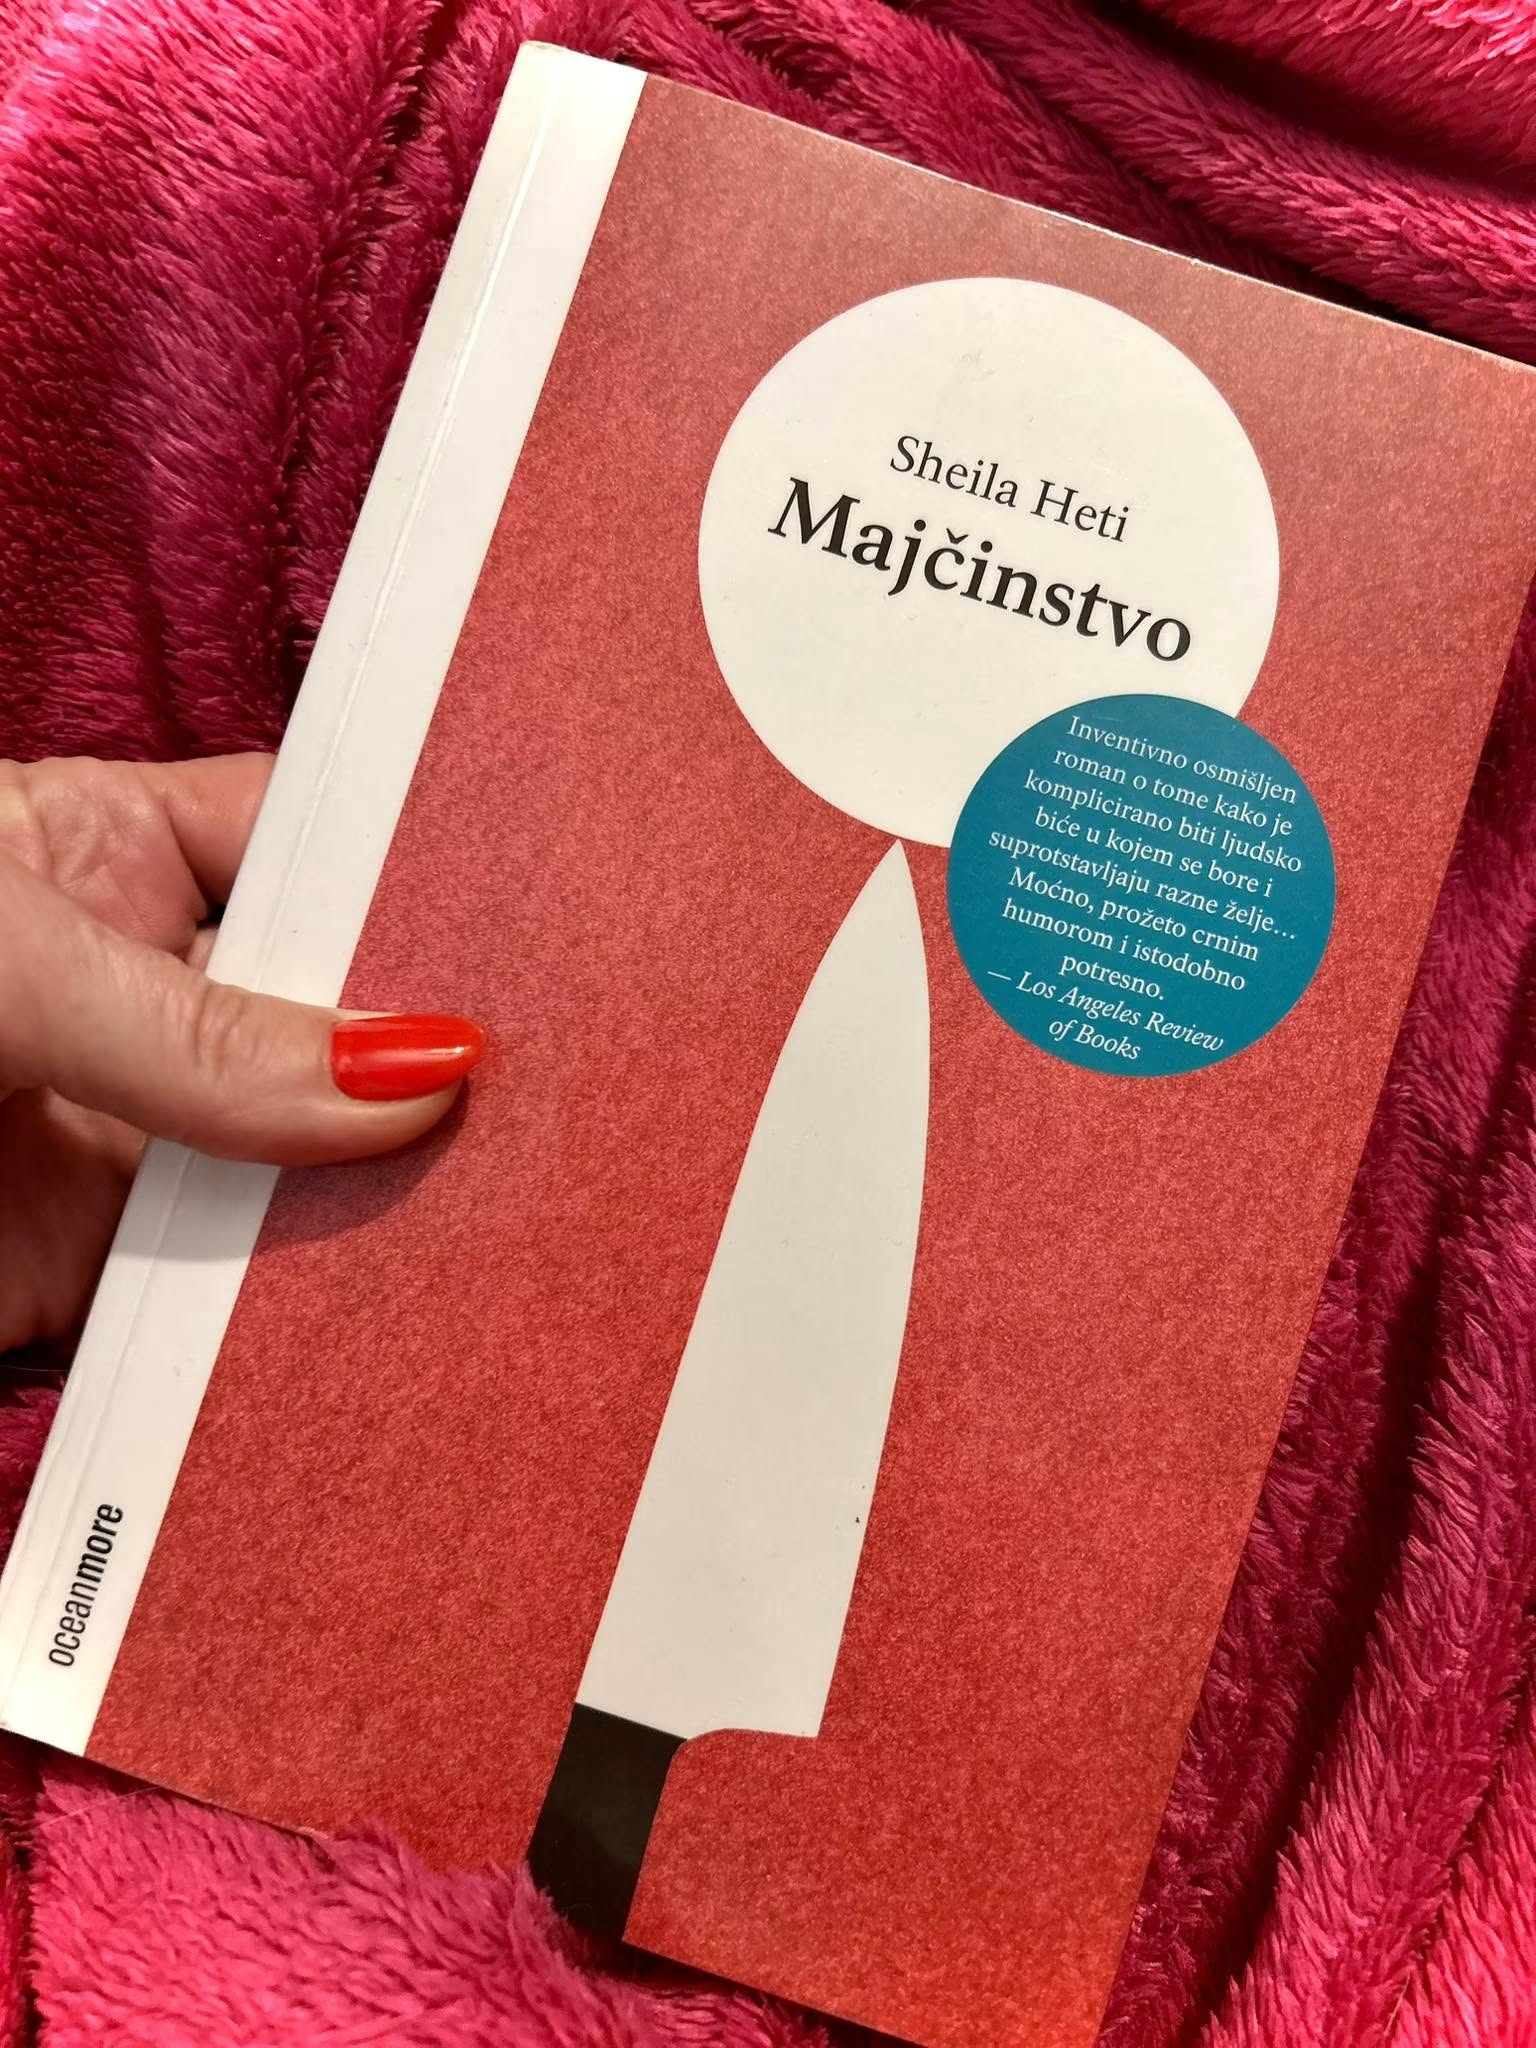 Sheila Heti
Majčinstvo
Inventivno osmišljen
roman o tome kako je
komplicirano biti ljudsko
biće u kojem se bore i
suprotstavljaju razne želje...
Moćno, prožeto crnim
humorom i istodobno
potresno.
— Los Angeles Review
of Books
oceanmore